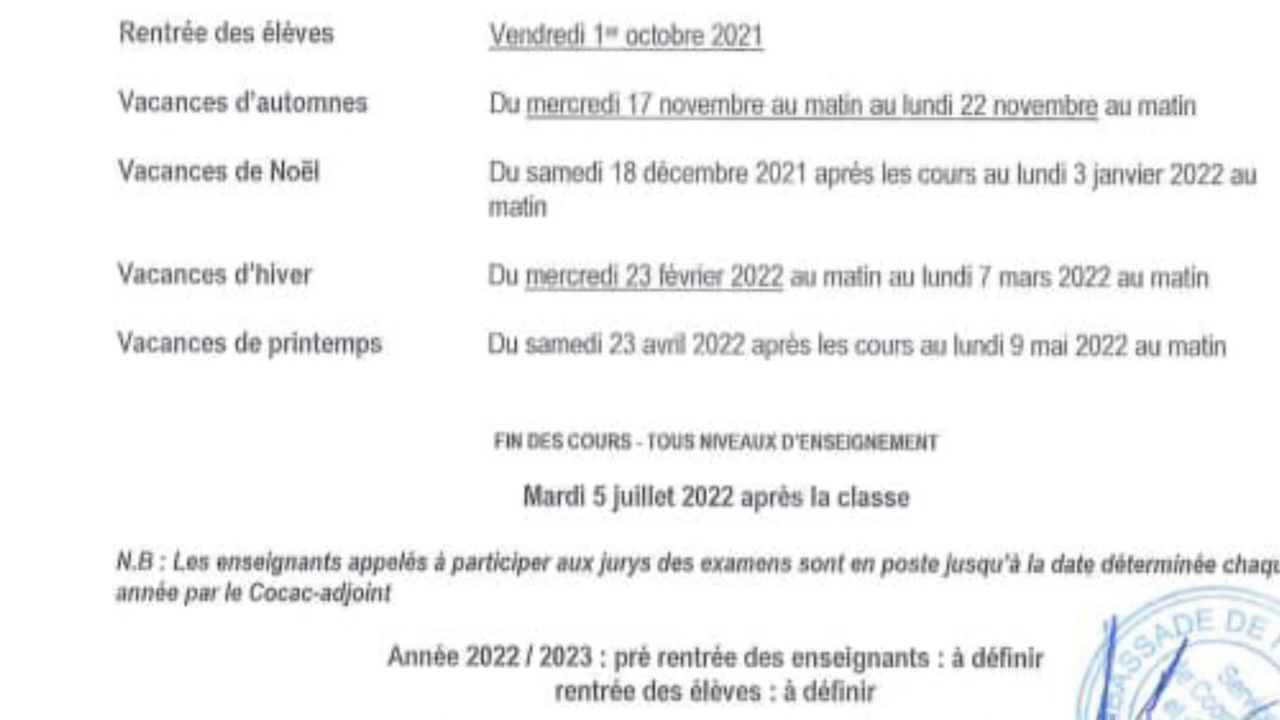 Rentrée des élèves Vendredi 1er octobre 2021
Vacances d'automnes Du mercredi 17 novembre au matin au lundi 22 novembre au matin
Vacances de Noël Du samedi 18 décembre 2021 après les cours au lundi 3 janvier 2022 au
matin
Vacances d'hiver Du mercredi 23 février 2022 au matin au lundi 7 mars 2022 au matin
Vacances de printemps Du samedi 23 avril 2022 après les cours au lundi 9 mai 2022 au matin
FIN DES COURS - TOUS NIVEAUX D'ENSEIGNEMENT
Mardi 5 juillet 2022 après la classe
N.B : Les enseignants appelés à participer aux jurys des examens sont en poste jusqu'à la date déterminée chaqu
année par le Cocac-adjoint
Année 2022 / 2023 : pré rentrée des enseignants : à définir
rentrée des élèves : à définir
BASSADE DE